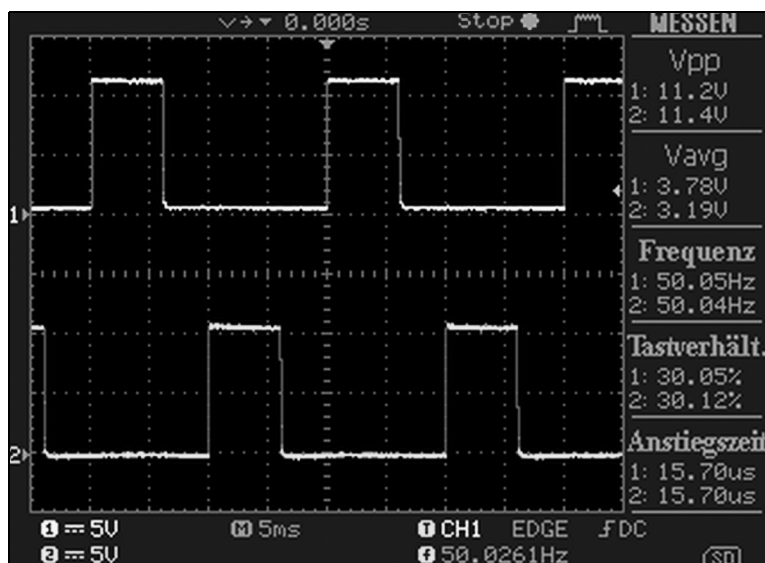 0.000s Stop MESSEN
Vpp
1: 11.2V
2: 11.4V
Vavg
1: 3.78V
2: 3.19V
Frequenz
1: 50.05Hz
2: 50.04Hz
Tastverhält.
1: 30.05%
2: 30.12%
Anstiegszeit
1: 15.70us
2: 15.70us
1
2
1 5V M 5ms T CH1 EDGE DC
2 5V f 50.0261Hz SD